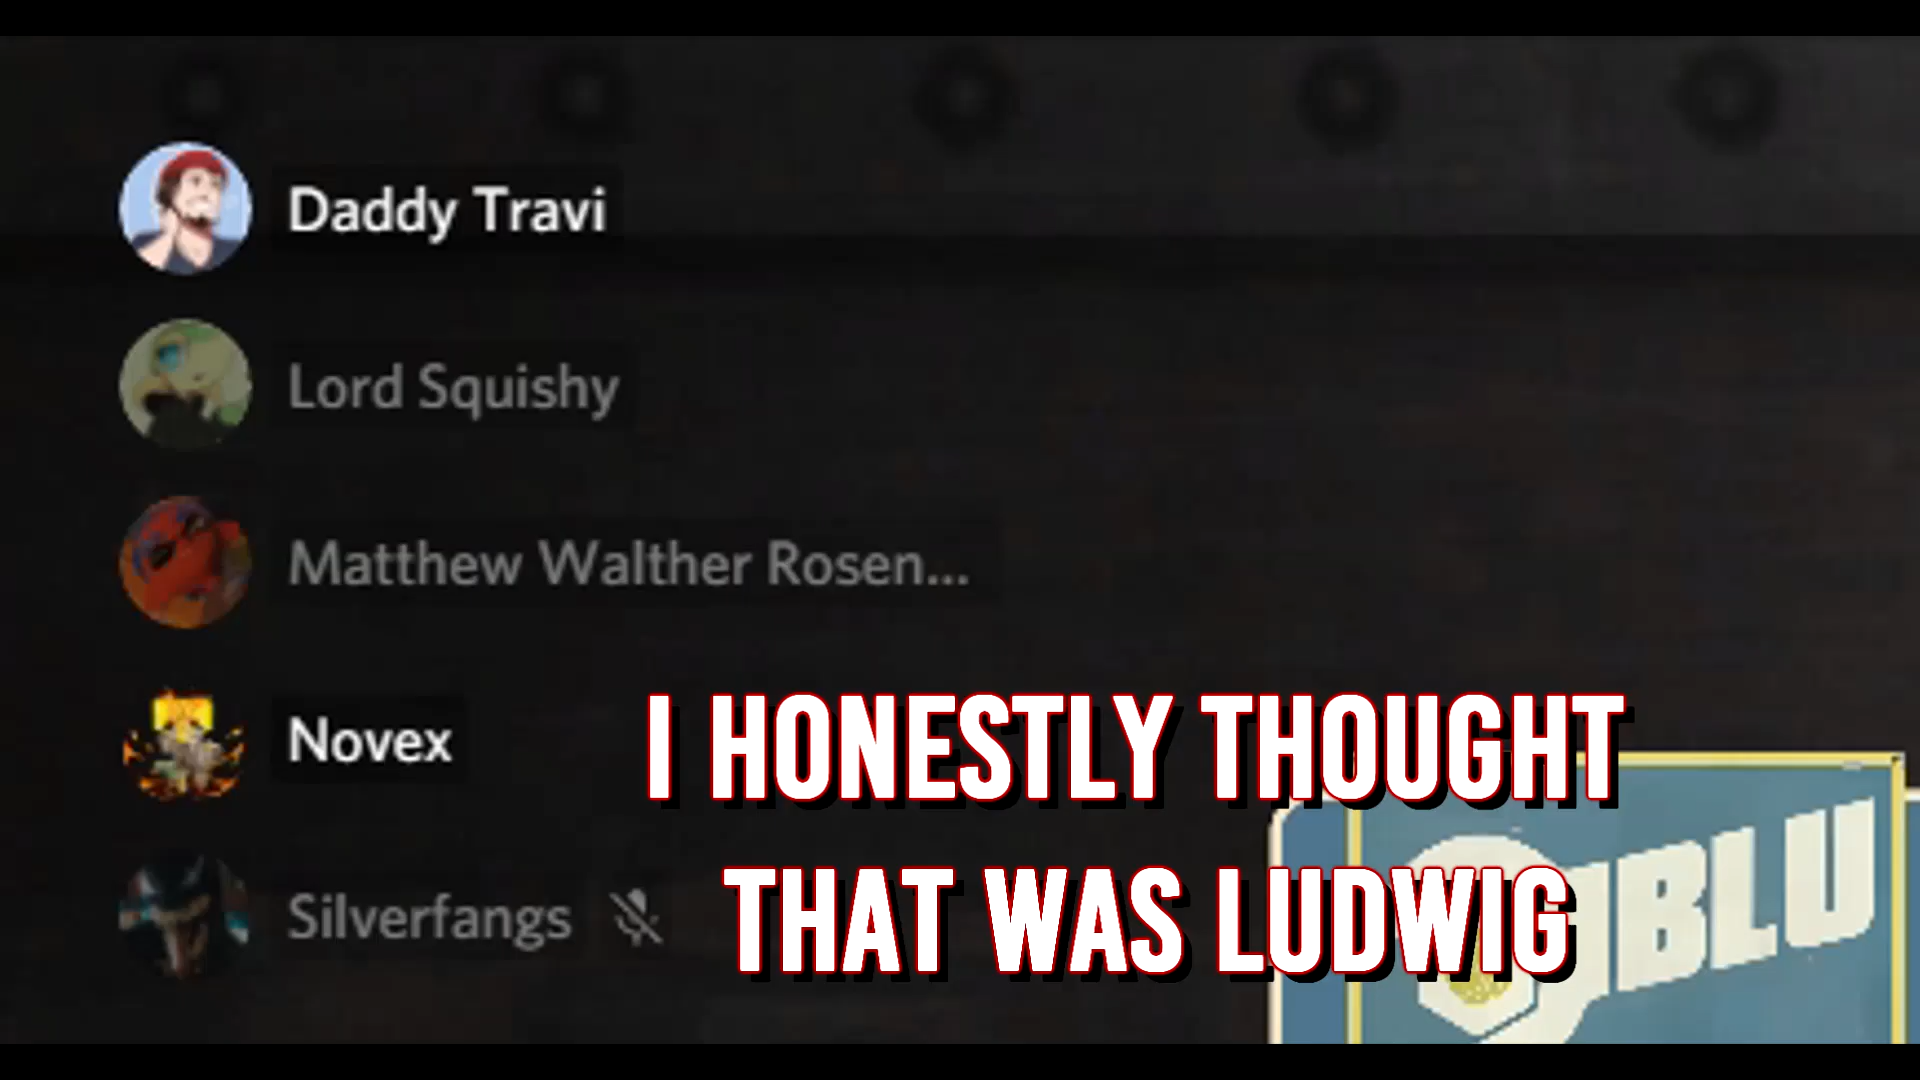 Daddy Travi
Lord Squishy
Matthew Walther Rosen...
Novex
I HONESTLY THOUGHT
THAT WAS LUDWIG
BLU
Silverfangs